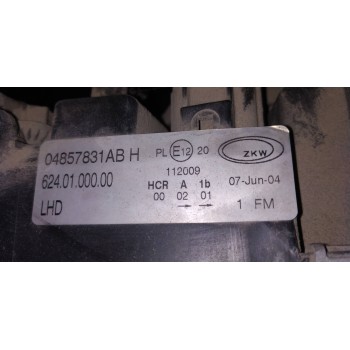 04857831AB H PL E12 20 ZKW
624.01.000.00 112009
HCR A 1b 07-Jun-04
LHD 00 02 01 1 FM